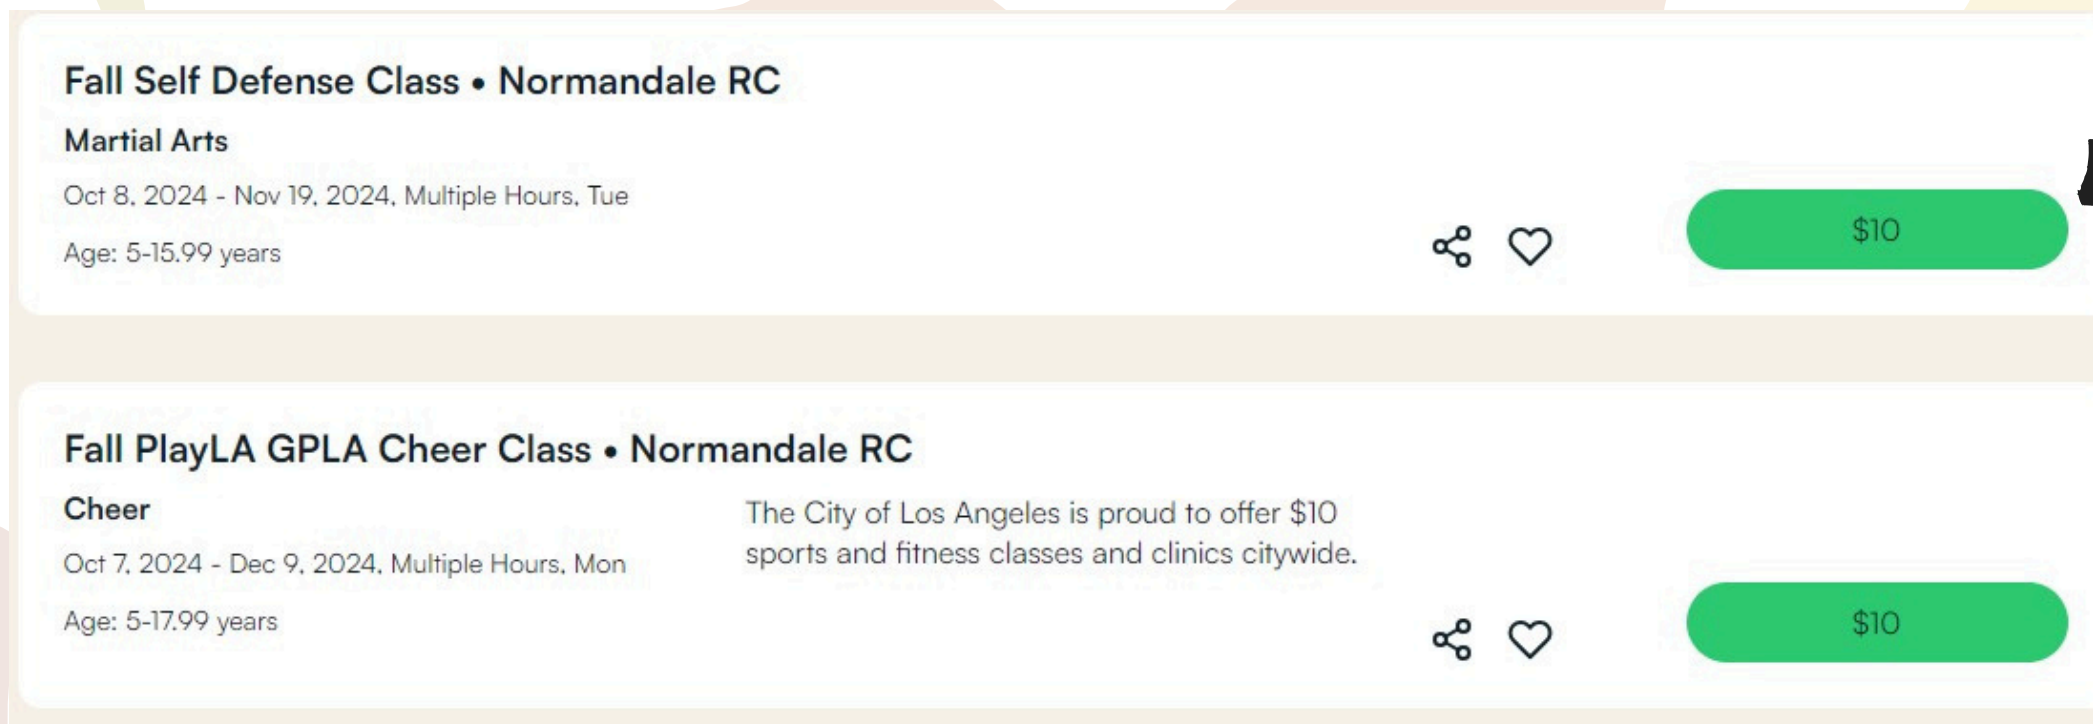 Fall Self Defense Class • Normandale RC
Martial Arts
Oct 8, 2024 - Nov 19, 2024, Multiple Hours, Tue
Age: 5-15.99 years
$10
Fall PlayLA GPLA Cheer Class • Normandale RC
Cheer
Oct 7, 2024 - Dec 9, 2024, Multiple Hours, Mon
Age: 5-17.99 years
The City of Los Angeles is proud to offer $10
sports and fitness classes and clinics citywide.
$10